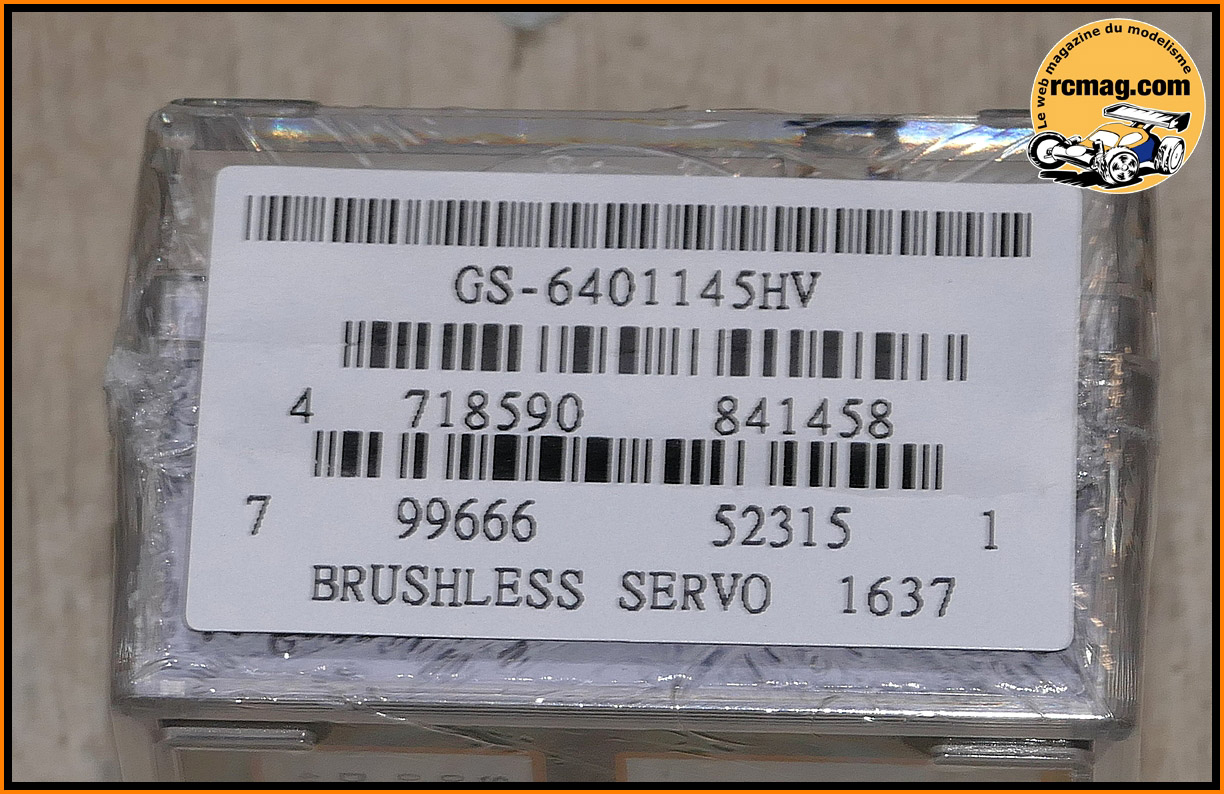 Le web magazine du modelisme
rcmag.com
GS-6401145HV
4 718590 841458
7 99666 52315 1
BRUSHLESS SERVO 1637